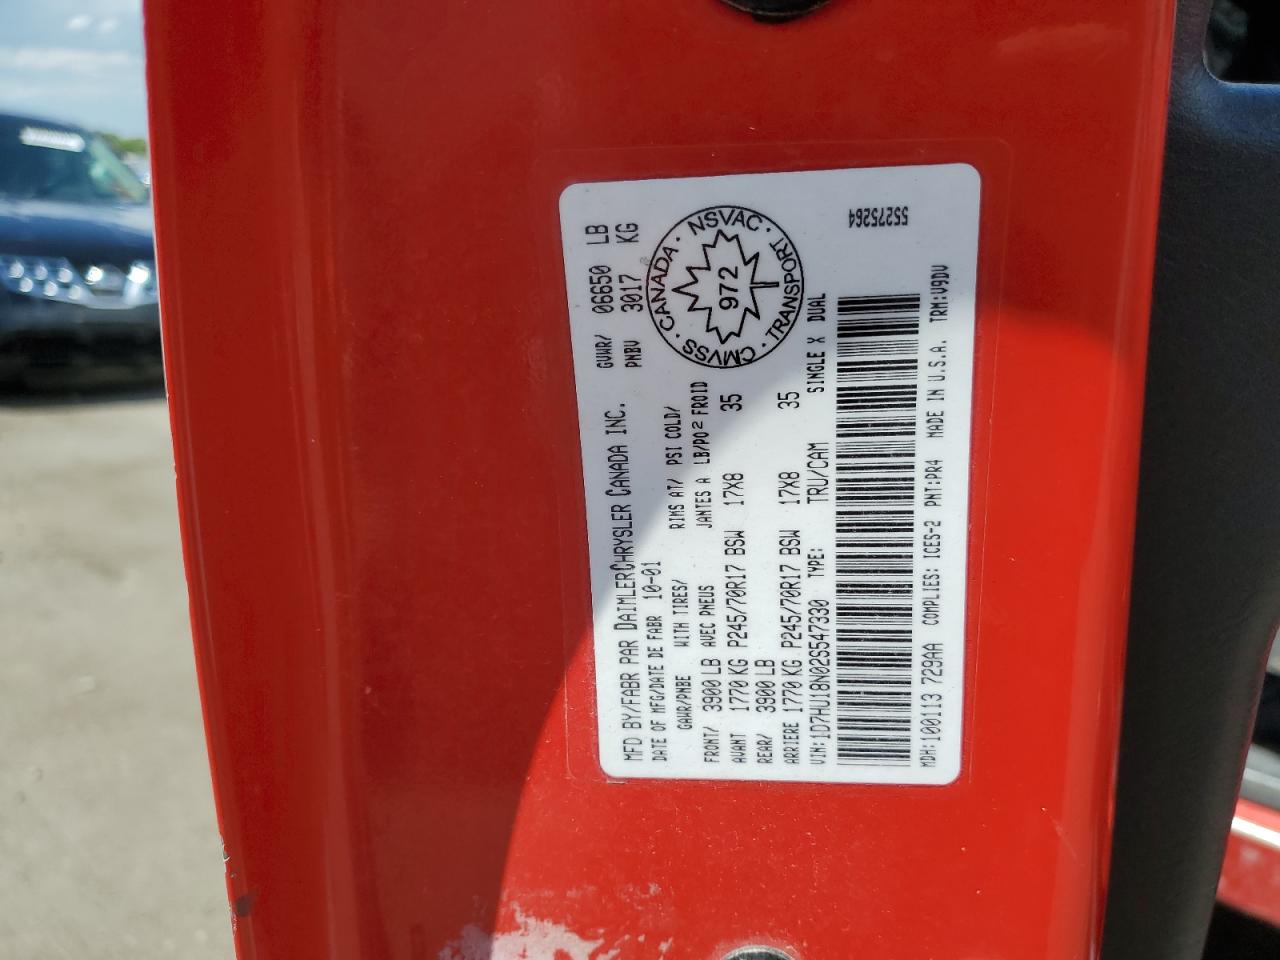 MFD BY/FABR PAR DAIMLERCHRYSLER CANADA INC.
DATE OF MFG/DATE DE FABR 10-01
GVWR/ 06650 LB
PNBV 3017 KG
GAWR/PNBE WITH TIRES/ RIMS AT/ PSI COLD/
AVEC PNEUS JANTES A LB/PO² FROID
FRONT/ 3900 LB
AVANT 1770 KG P245/70R17 BSW 17X8 35
REAR/ 3900 LB
ARRIERE 1770 KG P245/70R17 BSW 17X8 35
VIN:1D7HU18N02S547330 TYPE: TRU/CAM SINGLE X DUAL
MDH:100113 729AA COMPLIES: ICES-2 PNT:PR4 MADE IN U.S.A. TRM:V9DV
CANADA · NSVAC · TRANSPORT · CMVSS ·
972
55275264